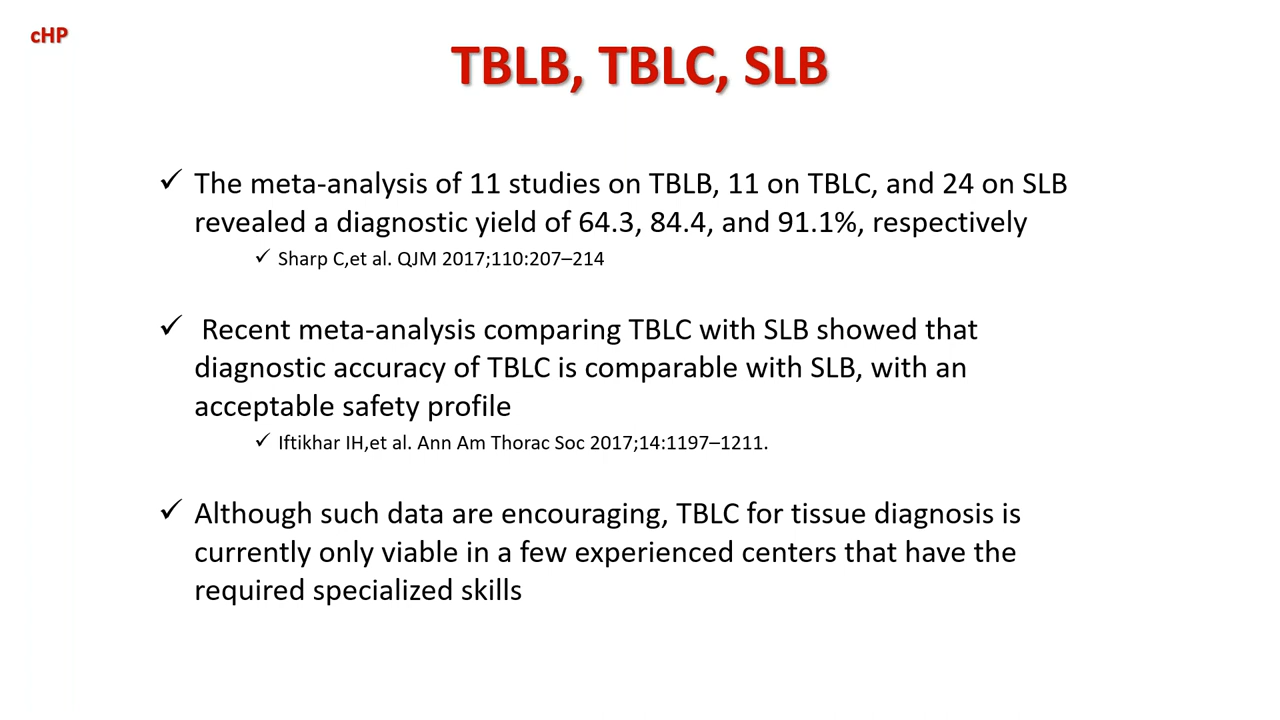 cHP
TBLB, TBLC, SLB
✓ The meta-analysis of 11 studies on TBLB, 11 on TBLC, and 24 on SLB
revealed a diagnostic yield of 64.3, 84.4, and 91.1%, respectively
✓ Sharp C,et al. QJM 2017;110:207–214
✓ Recent meta-analysis comparing TBLC with SLB showed that
diagnostic accuracy of TBLC is comparable with SLB, with an
acceptable safety profile
✓ Iftikhar IH,et al. Ann Am Thorac Soc 2017;14:1197–1211.
✓ Although such data are encouraging, TBLC for tissue diagnosis is
currently only viable in a few experienced centers that have the
required specialized skills